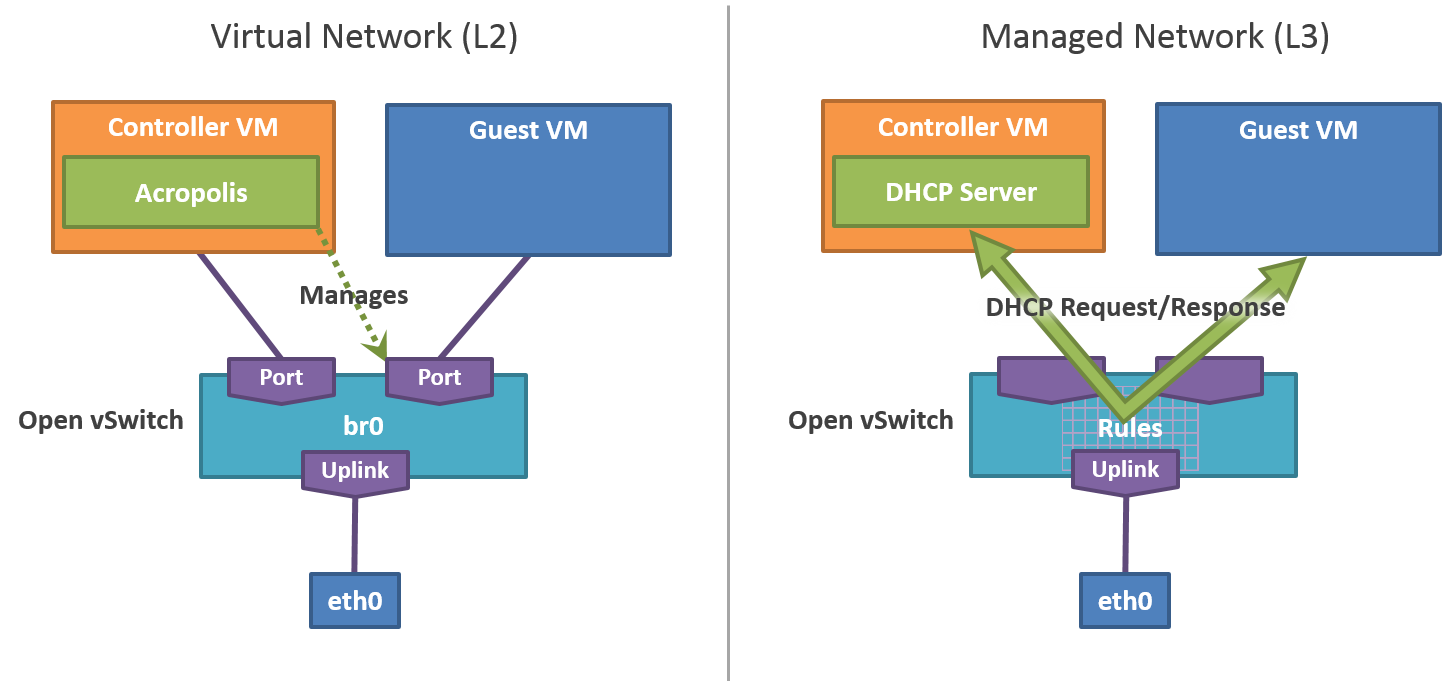 Virtual Network (L2)
Controller VM
Acropolis
Guest VM
Manages
Port
Port
Open vSwitch
br0
Uplink
eth0
Managed Network (L3)
Controller VM
DHCP Server
Guest VM
DHCP Request/Response
Open vSwitch
Rules
Uplink
eth0